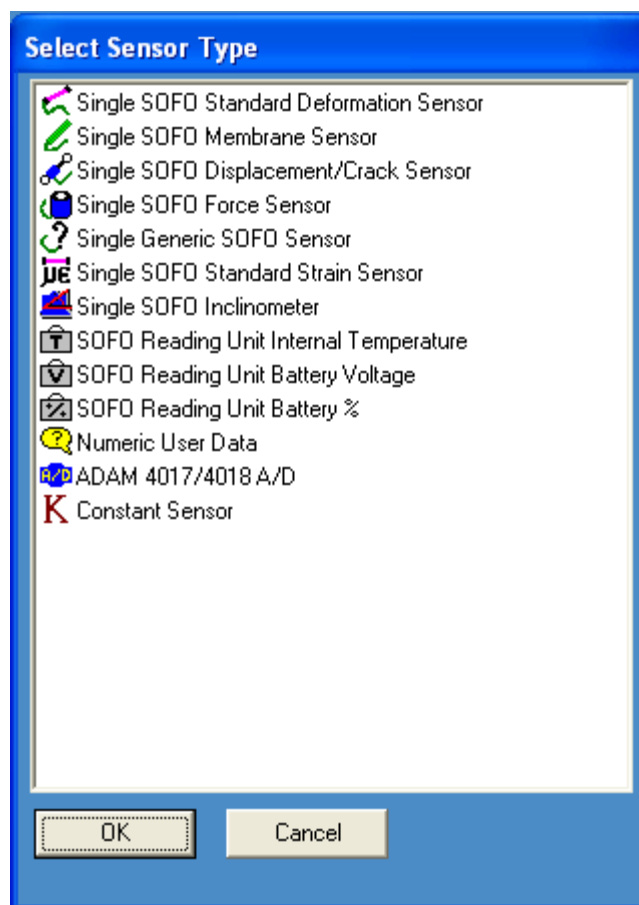 Select Sensor Type
Single SOFO Standard Deformation Sensor
Single SOFO Membrane Sensor
Single SOFO Displacement/Crack Sensor
Single SOFO Force Sensor
? Single Generic SOFO Sensor
με Single SOFO Standard Strain Sensor
Single SOFO Inclinometer
T SOFO Reading Unit Internal Temperature
V SOFO Reading Unit Battery Voltage
% SOFO Reading Unit Battery %
? Numeric User Data
A/D ADAM 4017/4018 A/D
K Constant Sensor
OK Cancel